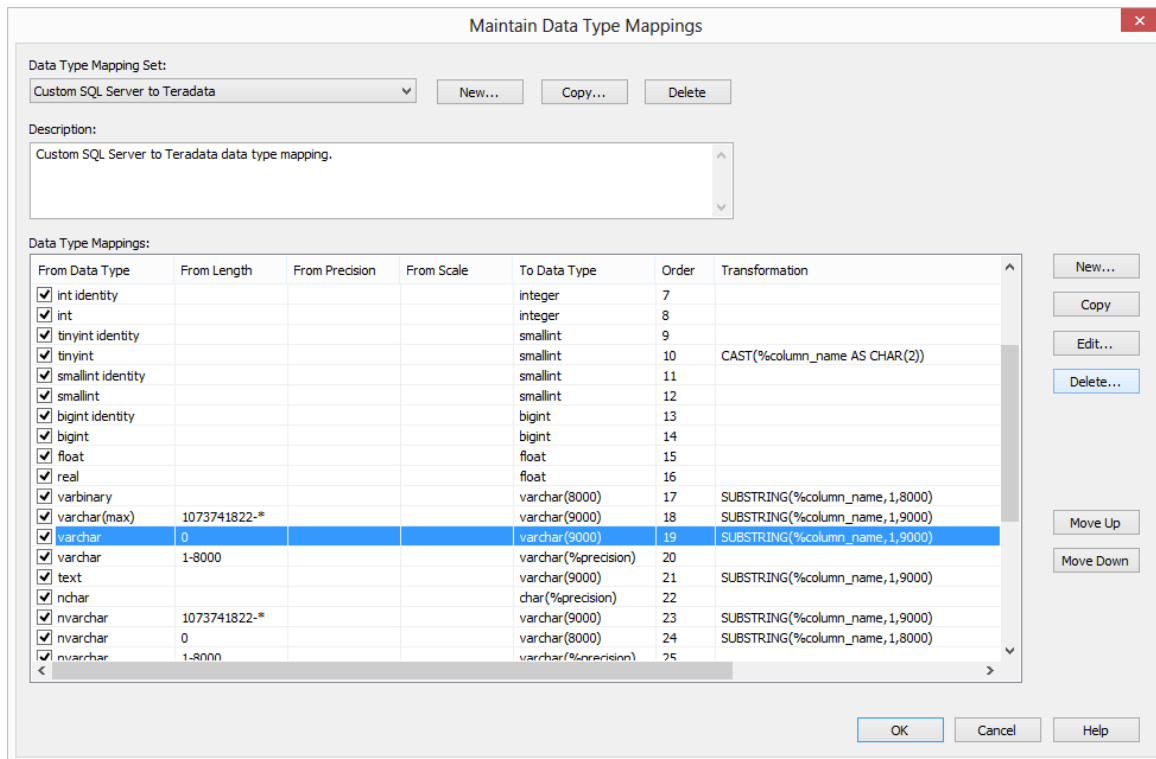 Maintain Data Type Mappings
Data Type Mapping Set:
Custom SQL Server to Teradata New... Copy... Delete
Description:
Custom SQL Server to Teradata data type mapping.
Data Type Mappings:
From Data Type From Length From Precision From Scale To Data Type Order Transformation New...
int identity integer 7
int integer 8 Copy
tinyint identity smallint 9
tinyint smallint 10 CAST(%column_name AS CHAR(2)) Edit...
smallint identity smallint 11 Delete...
smallint smallint 12
bigint identity bigint 13
bigint bigint 14
float float 15
real float 16
varbinary varchar(8000) 17 SUBSTRING(%column_name,1,8000)
varchar(max) 1073741822-* varchar(9000) 18 SUBSTRING(%column_name,1,9000) Move Up
varchar 0 varchar(9000) 19 SUBSTRING(%column_name,1,9000)
varchar 1-8000 varchar(%precision) 20 Move Down
text varchar(9000) 21 SUBSTRING(%column_name,1,9000)
nchar char(%precision) 22
nvarchar 1073741822-* varchar(9000) 23 SUBSTRING(%column_name,1,9000)
nvarchar 0 varchar(8000) 24 SUBSTRING(%column_name,1,8000)
nvarchar 1-8000 varchar(%precision) 25
OK Cancel Help